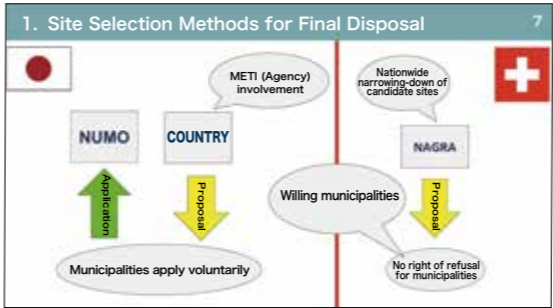 1. Site Selection Methods for Final Disposal
7
METI (Agency)
involvement
NUMO
COUNTRY
Application
Proposal
Municipalities apply voluntarily
Nationwide
narrowing-down of
candidate sites
NAGRA
Willing municipalities
Proposal
No right of refusal
for municipalities